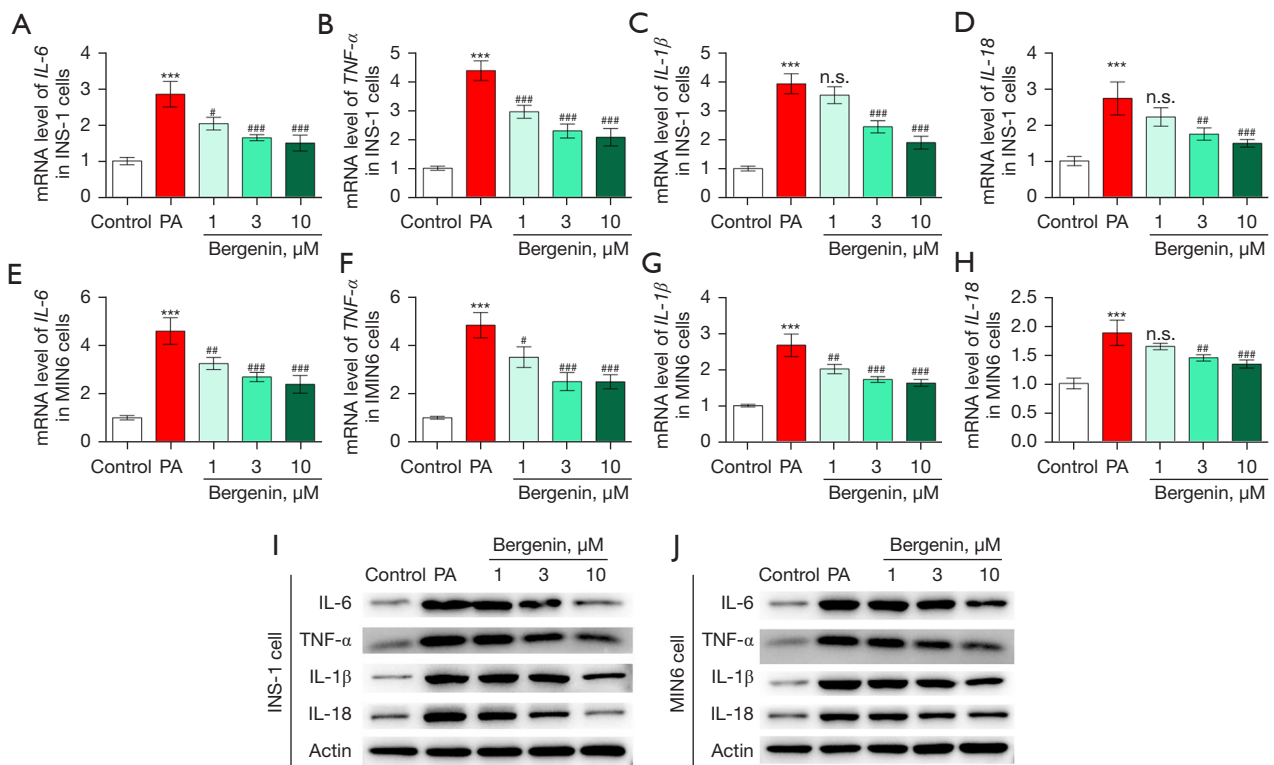 A
mRNA level of IL-6
in INS-1 cells
4
3
2
1
0
***
#
###
###
Control PA 1 3 10
Bergenin, μM
B
mRNA level of TNF-α
in INS-1 cells
5
4
3
2
1
0
***
###
###
###
Control PA 1 3 10
Bergenin, μM
C
mRNA level of IL-1β
in INS-1 cells
5
4
3
2
1
0
***
n.s.
###
###
Control PA 1 3 10
Bergenin, μM
D
mRNA level of IL-18
in INS-1 cells
4
3
2
1
0
***
n.s.
##
###
Control PA 1 3 10
Bergenin, μM
E
mRNA level of IL-6
in MIN6 cells
6
4
2
0
***
##
###
###
Control PA 1 3 10
Bergenin, μM
F
mRNA level of TNF-α
in IMIN6 cells
6
4
2
0
***
#
###
###
Control PA 1 3 10
Bergenin, μM
G
mRNA level of IL-1β
in MIN6 cells
4
3
2
1
0
***
##
###
###
Control PA 1 3 10
Bergenin, μM
H
mRNA level of IL-18
in MIN6 cells
2.5
2.0
1.5
1.0
0.5
0.0
***
n.s.
##
###
Control PA 1 3 10
Bergenin, μM
I
Bergenin, μM
Control PA 1 3 10
INS-1 cell
IL-6
TNF-α
IL-1β
IL-18
Actin
J
Bergenin, μM
Control PA 1 3 10
MIN6 cell
IL-6
TNF-α
IL-1β
IL-18
Actin